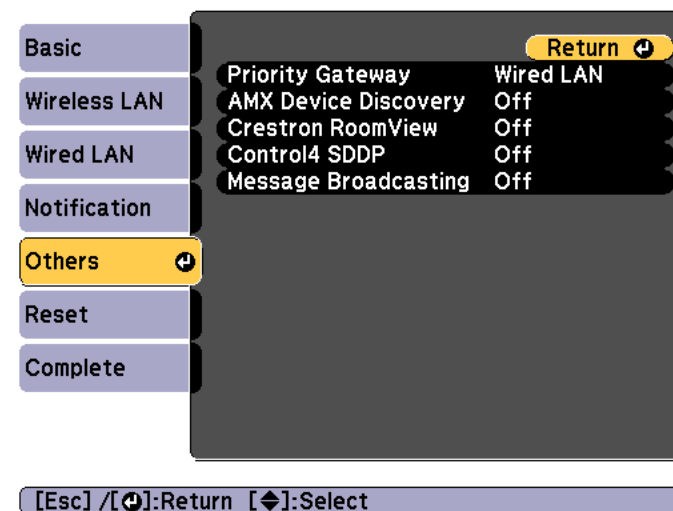 Basic
Wireless LAN
Wired LAN
Notification
Others
Reset
Complete
Return
Priority Gateway Wired LAN
AMX Device Discovery Off
Crestron RoomView Off
Control4 SDDP Off
Message Broadcasting Off
[Esc] /[⏎]:Return [◆]:Select